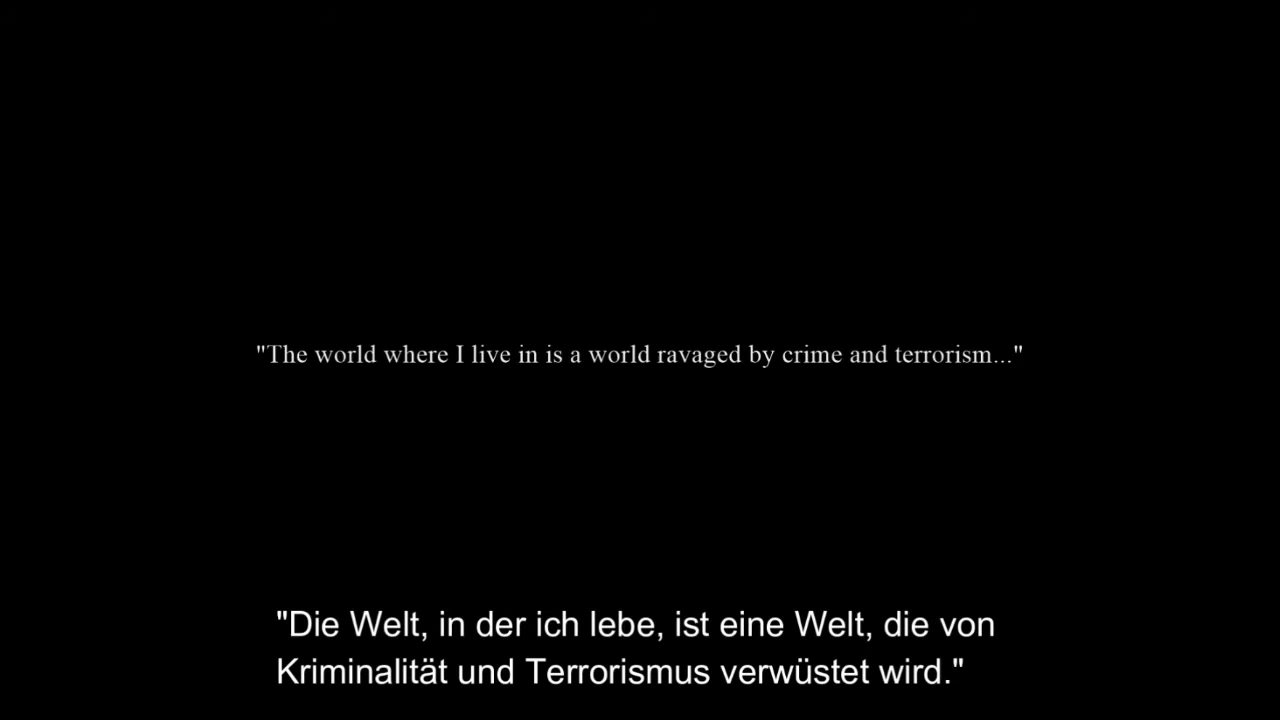 "The world where I live in is a world ravaged by crime and terrorism..."
"Die Welt, in der ich lebe, ist eine Welt, die von
Kriminalität und Terrorismus verwüstet wird."